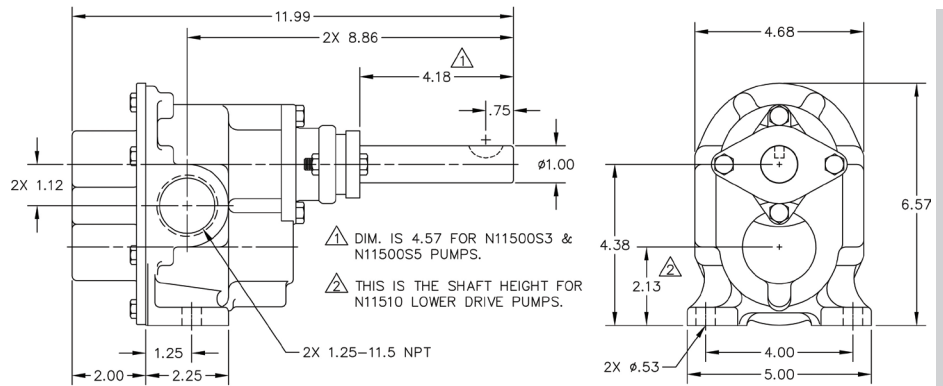 11.99
2X 8.86
1
4.18
.75
2X 1.12
ø1.00
1 DIM. IS 4.57 FOR N11500S3 &
N11500S5 PUMPS.
2 THIS IS THE SHAFT HEIGHT FOR
N11510 LOWER DRIVE PUMPS.
1.25
2X 1.25-11.5 NPT
2.00
2.25
4.68
6.57
4.38
2
2.13
2X ø.53
4.00
5.00